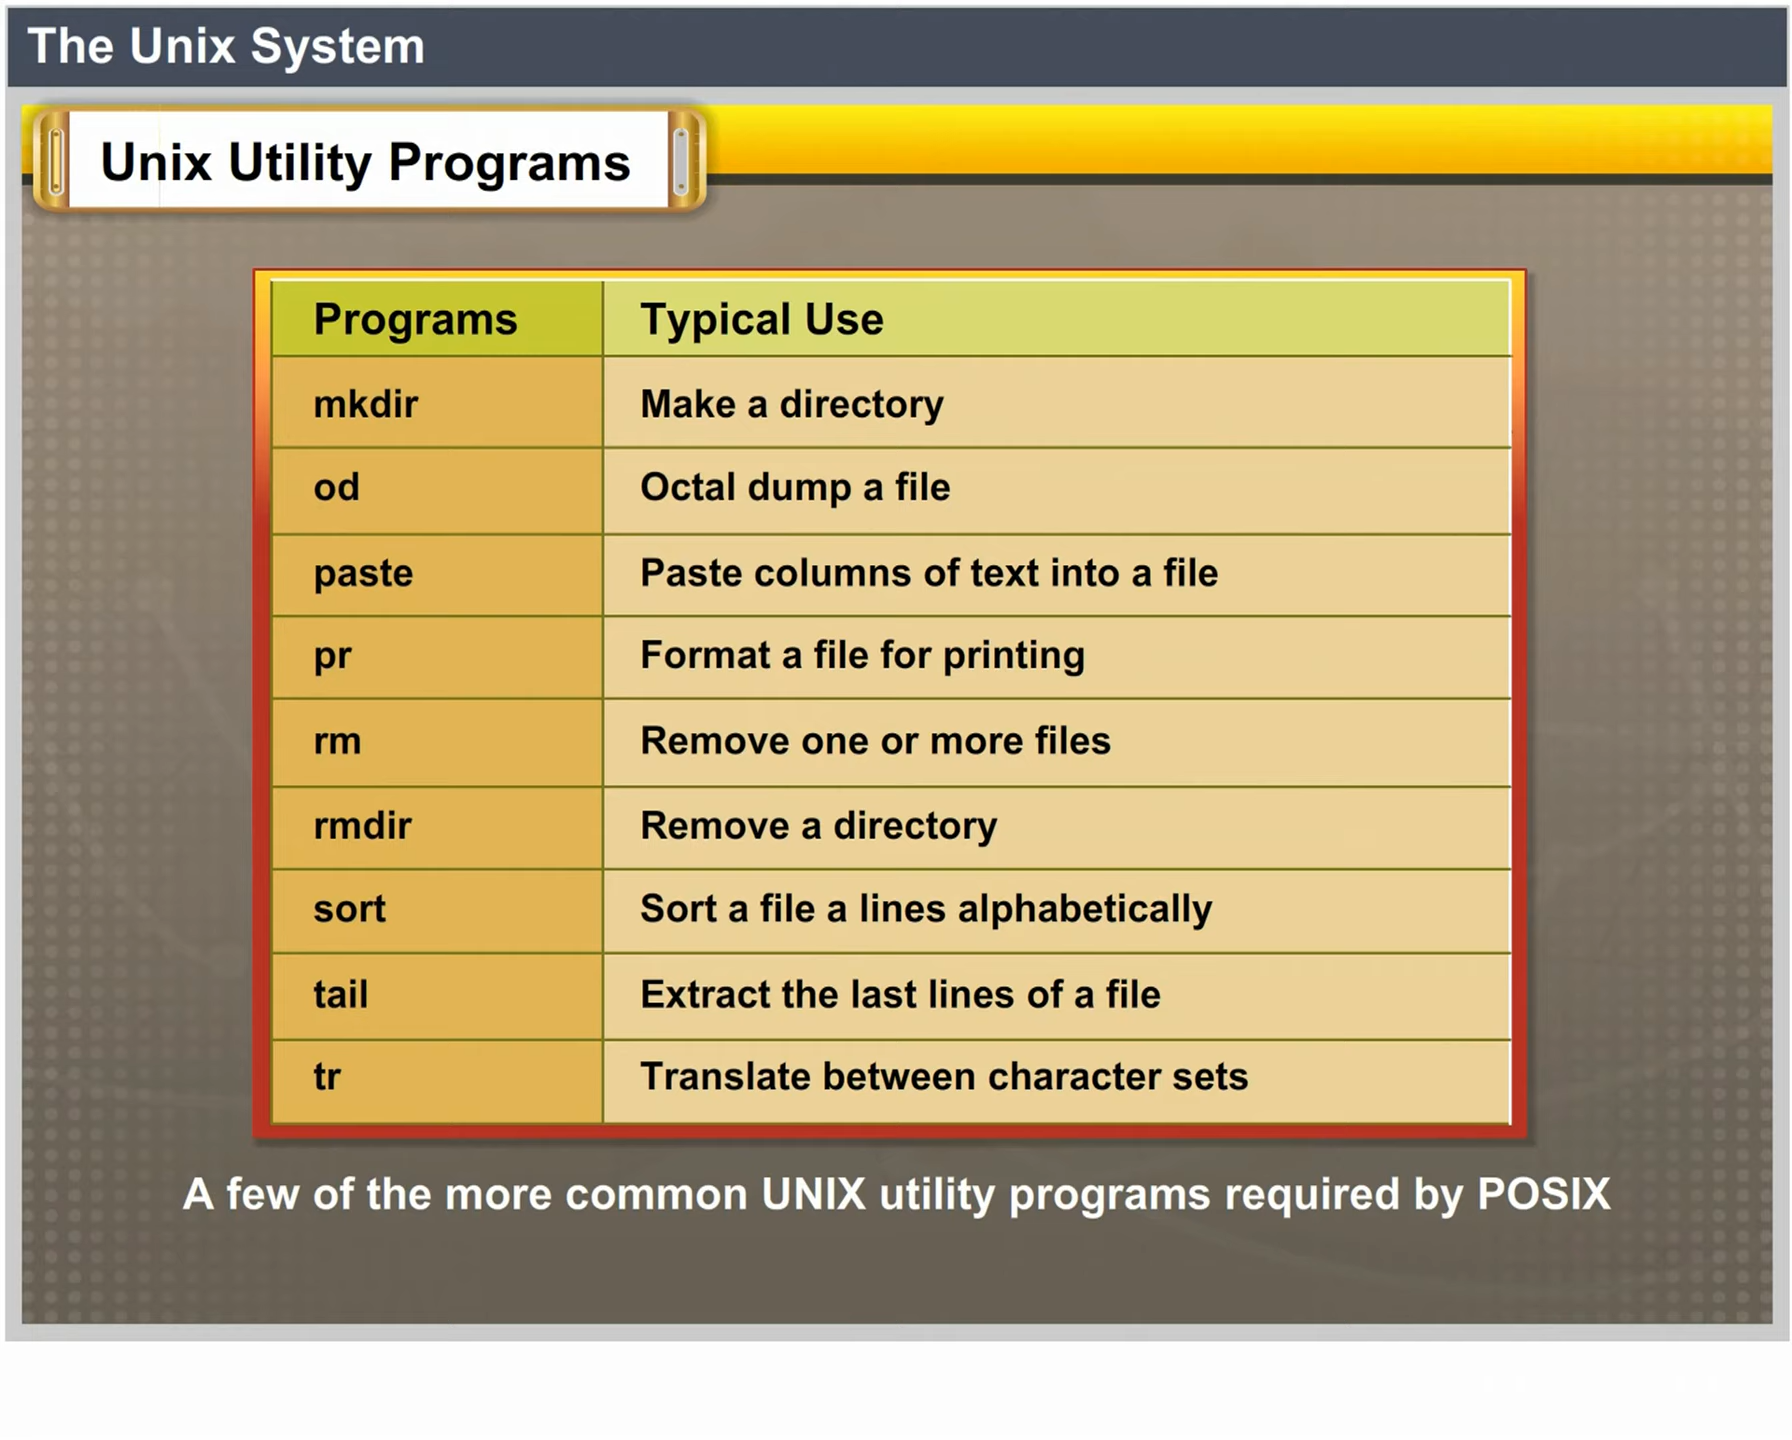 The Unix System
Unix Utility Programs
Programs Typical Use
mkdir Make a directory
od Octal dump a file
paste Paste columns of text into a file
pr Format a file for printing
rm Remove one or more files
rmdir Remove a directory
sort Sort a file a lines alphabetically
tail Extract the last lines of a file
tr Translate between character sets
A few of the more common UNIX utility programs required by POSIX